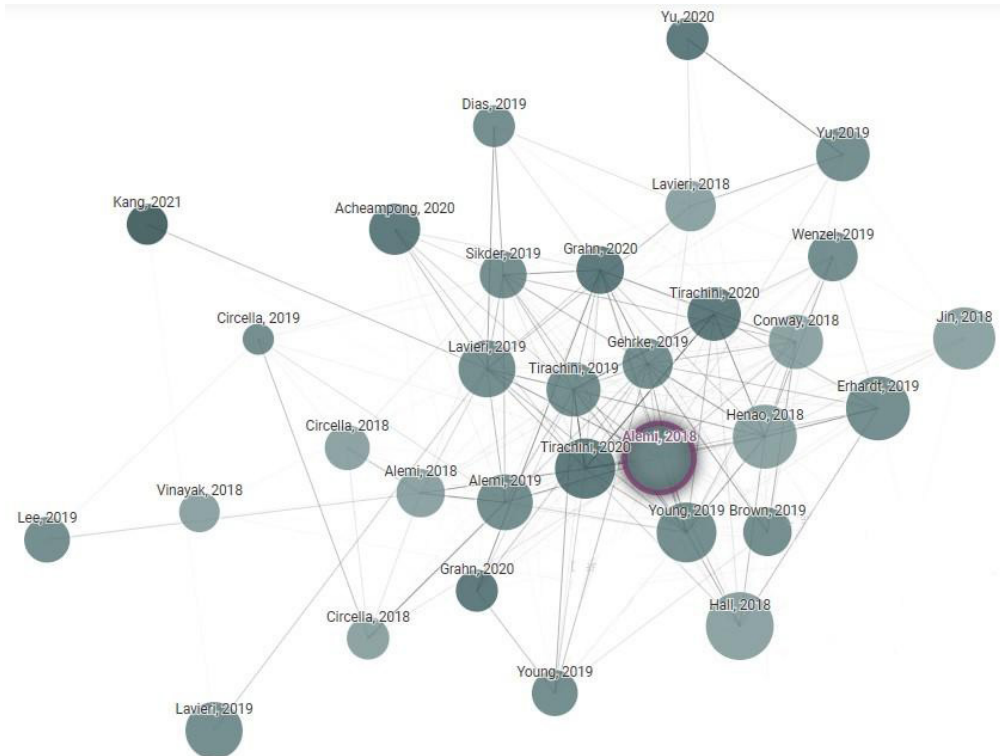 Yu, 2020
Dias, 2019
Yu, 2019
Lavieri, 2018
Kang, 2021
Acheampong, 2020
Wenzel, 2019
Sikder, 2019
Grahn, 2020
Tirachini, 2020
Circella, 2019
Conway, 2018
Jin, 2018
Lavieri, 2019
Gehrke, 2019
Tirachini, 2019
Erhardt, 2019
Henao, 2018
Circella, 2018
Alemi, 2018
Tirachini, 2020
Alemi, 2018
Alemi, 2019
Vinayak, 2018
Lee, 2019
Young, 2019
Brown, 2019
Grahn, 2020
Hall, 2018
Circella, 2018
Young, 2019
Lavieri, 2019